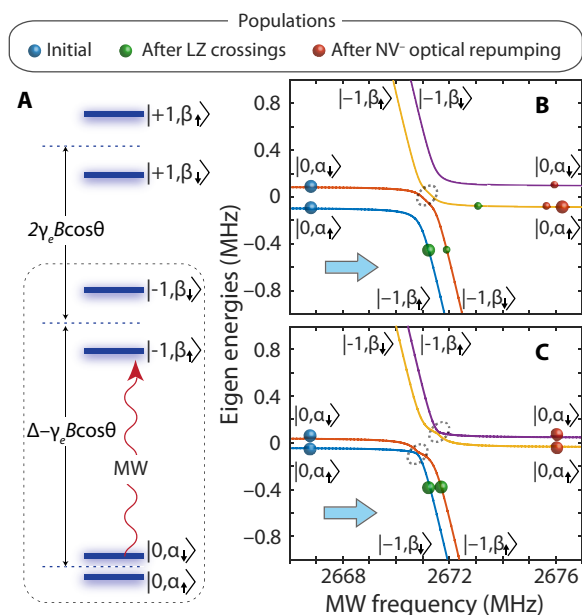 Populations
Initial
After LZ crossings
After NV⁻ optical repumping
A
|+1,β↑⟩
|+1,β↓⟩
2γₑBcosθ
|−1,β↓⟩
|−1,β↑⟩
Δ−γₑBcosθ
MW
|0,α↓⟩
|0,α↑⟩
Eigen energies (MHz)
B
0.8
0.4
0
−0.4
−0.8
|−1,β↑⟩
|−1,β↓⟩
|0,α↓⟩
|0,α↓⟩
|0,α↑⟩
|0,α↑⟩
|−1,β↑⟩
|−1,β↓⟩
C
0.8
0.4
0
−0.4
−0.8
|−1,β↓⟩
|−1,β↑⟩
|0,α↓⟩
|0,α↓⟩
|0,α↑⟩
|0,α↑⟩
|−1,β↓⟩
|−1,β↑⟩
2668
2672
2676
MW frequency (MHz)